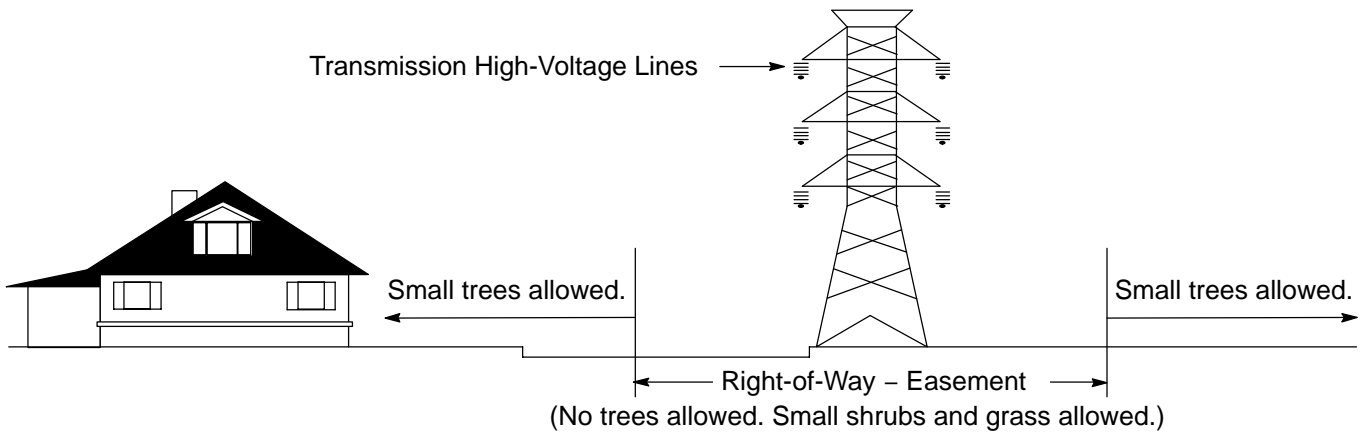 Transmission High-Voltage Lines
Small trees allowed.
Small trees allowed.
Right-of-Way – Easement
(No trees allowed. Small shrubs and grass allowed.)